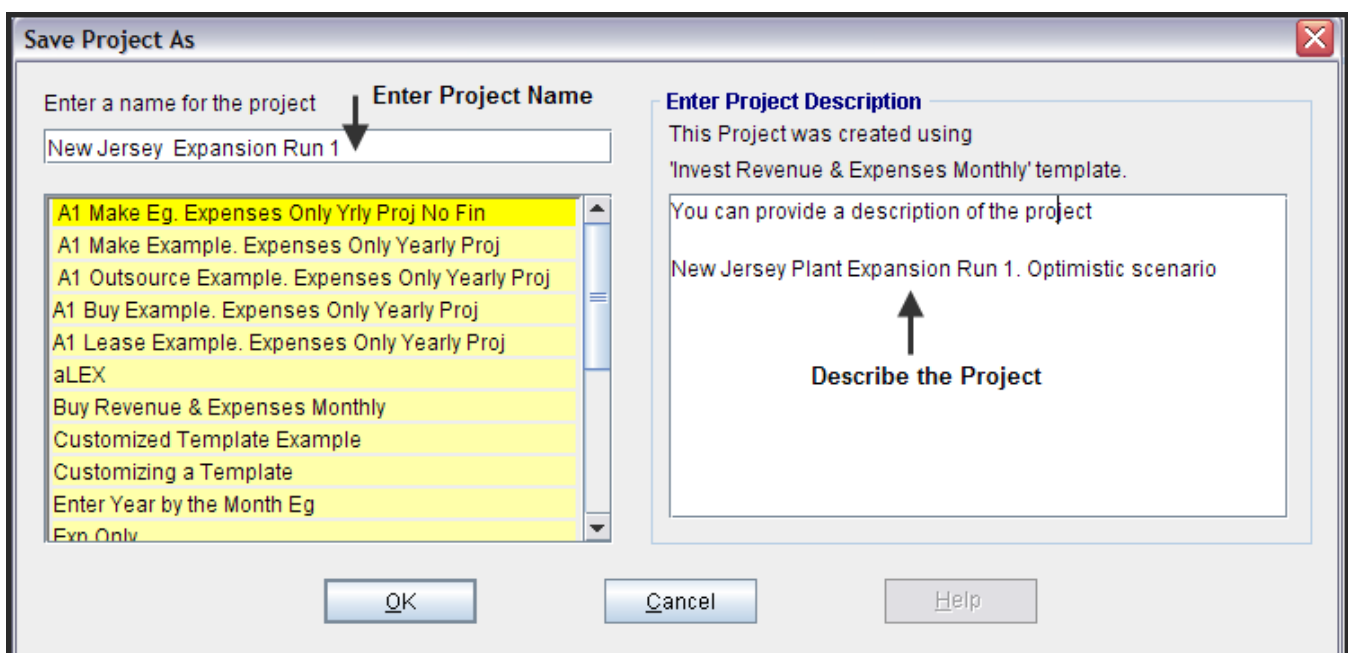 Save Project As
Enter a name for the project
Enter Project Name
New Jersey  Expansion Run 1
A1 Make Eg. Expenses Only Yrly Proj No Fin
A1 Make Example. Expenses Only Yearly Proj
A1 Outsource Example. Expenses Only Yearly Proj
A1 Buy Example. Expenses Only Yearly Proj
A1 Lease Example. Expenses Only Yearly Proj
aLEX
Buy Revenue & Expenses Monthly
Customized Template Example
Customizing a Template
Enter Year by the Month Eg
Exp Only
Enter Project Description
This Project was created using
'Invest Revenue & Expenses Monthly' template.
You can provide a description of the project
New Jersey Plant Expansion Run 1. Optimistic scenario
Describe the Project
OK
Cancel
Help